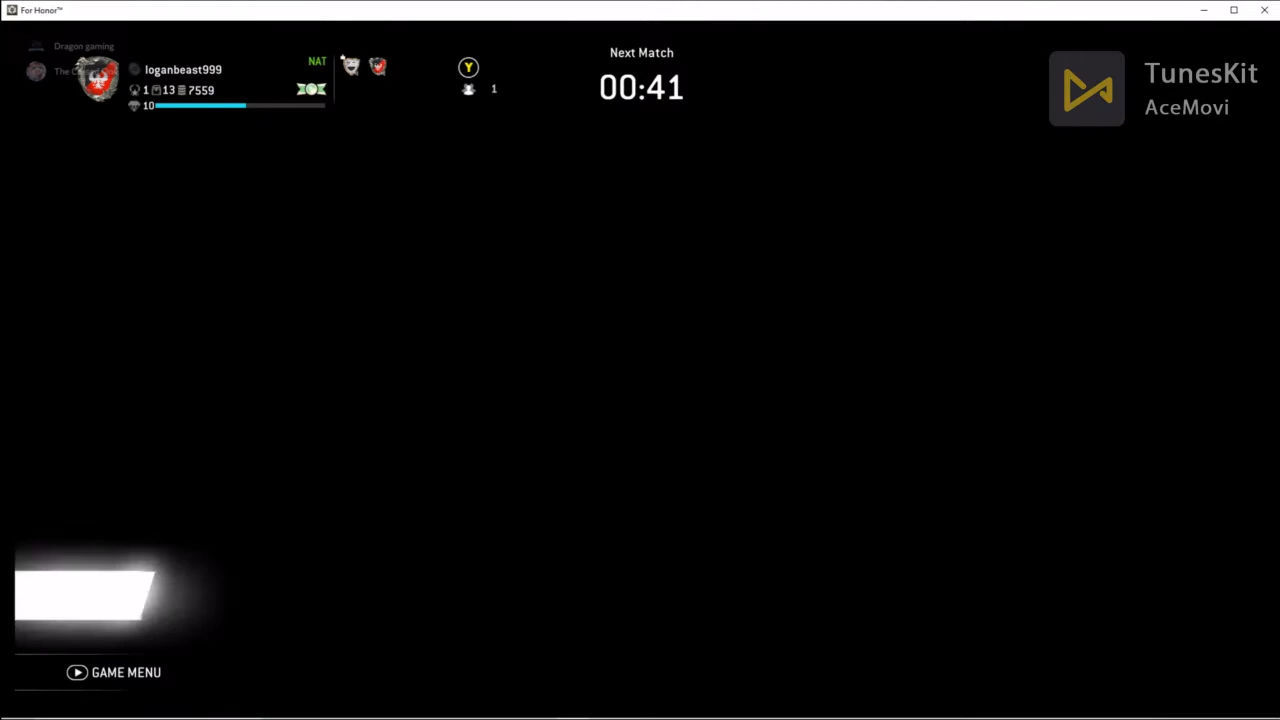 For Honor™
Dragon gaming
The C
loganbeast999
NAT
1 13 7559
10
Y
1
Next Match
00:41
TunesKit
AceMovi
GAME MENU